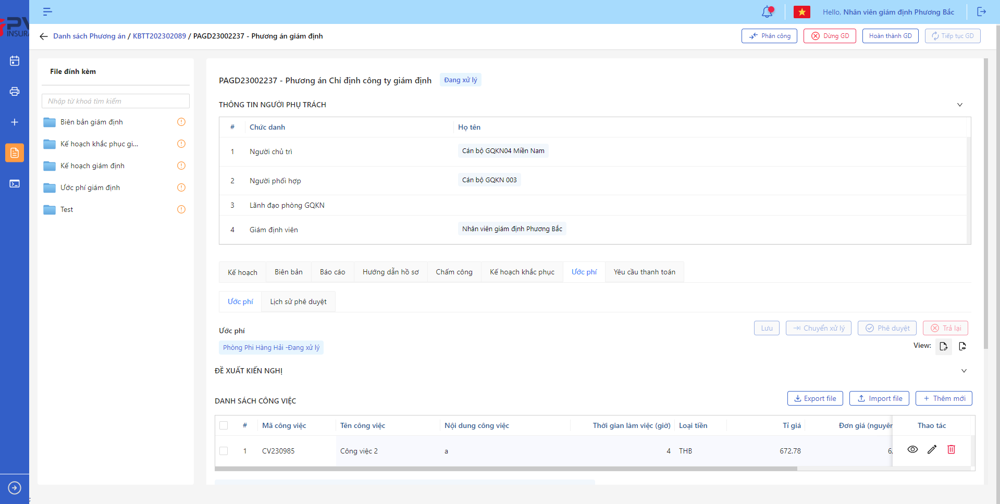 Hello, Nhân viên giám định Phương Bắc
INSURA
Danh sách Phương án / KBTT202302089 / PAGD23002237 - Phương án giám định
Phân công
Dừng GD
Hoàn thành GD
Tiếp tục GD
File đính kèm
Nhập từ khoá tìm kiếm
Biên bản giám định
Kế hoạch khắc phục gi...
Kế hoạch giám định
Ước phí giám định
Test
PAGD23002237 - Phương án Chỉ định công ty giám định
Đang xử lý
THÔNG TIN NGƯỜI PHỤ TRÁCH
# Chức danh Họ tên
1 Người chủ trì Cán bộ GQKN04 Miền Nam
2 Người phối hợp Cán bộ GQKN 003
3 Lãnh đạo phòng GQKN
4 Giám định viên Nhân viên giám định Phương Bắc
Kế hoạch Biên bản Báo cáo Hướng dẫn hồ sơ Chấm công Kế hoạch khắc phục Ước phí Yêu cầu thanh toán
Ước phí Lịch sử phê duyệt
Ước phí
Lưu
Chuyển xử lý
Phê duyệt
Trả lại
Phòng Phi Hàng Hải -Đang xử lý
View:
ĐỀ XUẤT KIẾN NGHỊ
DANH SÁCH CÔNG VIỆC
Export file
Import file
+ Thêm mới
# Mã công việc Tên công việc Nội dung công việc Thời gian làm việc (giờ) Loại tiền Tỉ giá Đơn giá (nguyên Thao tác
1 CV230985 Công việc 2 a 4 THB 672.78 6,
;